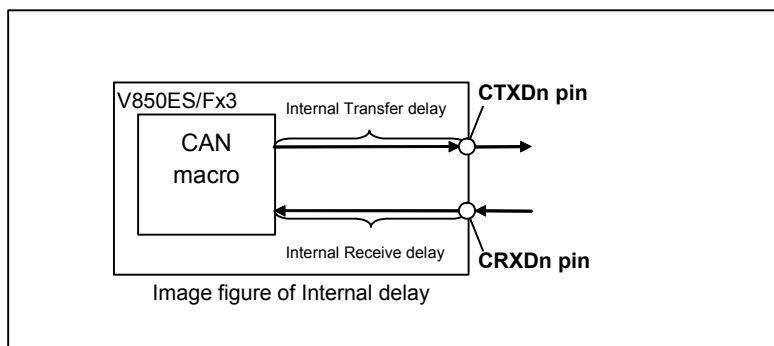 V850ES/Fx3
CAN
macro
Internal Transfer delay
CTXDn pin
Internal Receive delay
CRXDn pin
Image figure of Internal delay